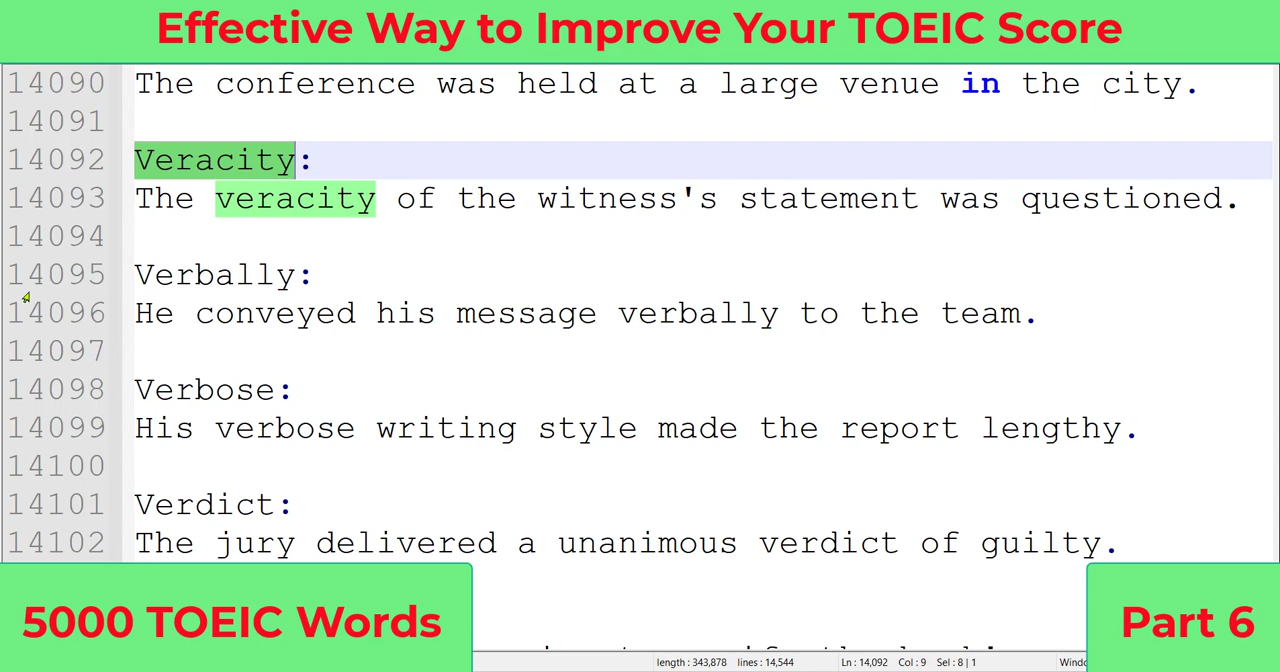 Effective Way to Improve Your TOEIC Score
14090 The conference was held at a large venue in the city.
14091
14092 Veracity:
14093 The veracity of the witness's statement was questioned.
14094
14095 Verbally:
14096 He conveyed his message verbally to the team.
14097
14098 Verbose:
14099 His verbose writing style made the report lengthy.
14100
14101 Verdict:
14102 The jury delivered a unanimous verdict of guilty.
5000 TOEIC Words
Part 6
length : 343,878 lines : 14,544 Ln : 14,092 Col : 9 Sel : 8 | 1